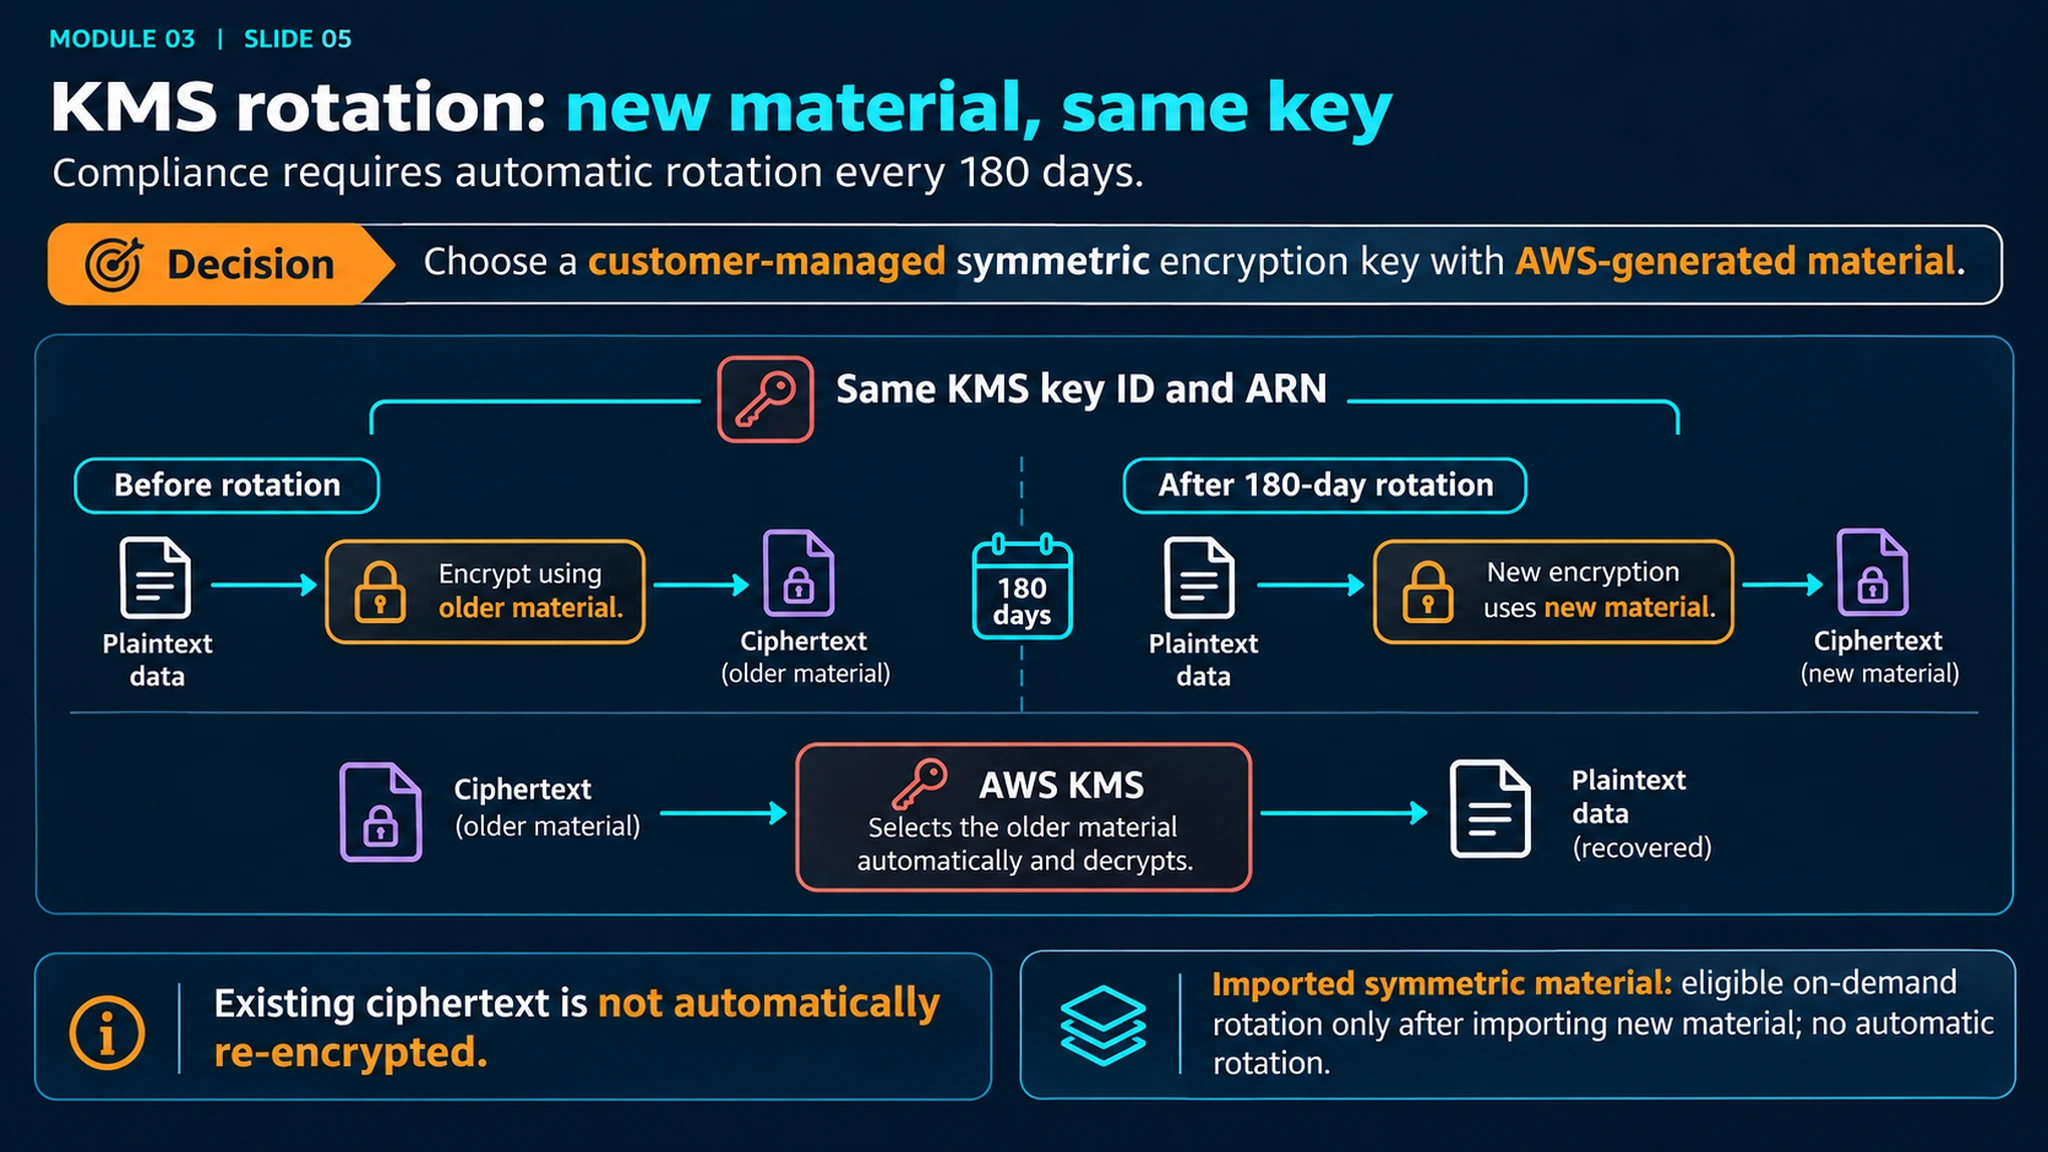 MODULE 03 | SLIDE 05
KMS rotation: new material, same key
Compliance requires automatic rotation every 180 days.
Decision
Choose a customer-managed symmetric encryption key with AWS-generated material.
Same KMS key ID and ARN
Before rotation
Plaintext
data
Encrypt using
older material.
Ciphertext
(older material)
180
days
After 180-day rotation
Plaintext
data
New encryption
uses new material.
Ciphertext
(new material)
Ciphertext
(older material)
AWS KMS
Selects the older material
automatically and decrypts.
Plaintext
data
(recovered)
Existing ciphertext is not automatically
re-encrypted.
Imported symmetric material: eligible on-demand
rotation only after importing new material; no automatic
rotation.